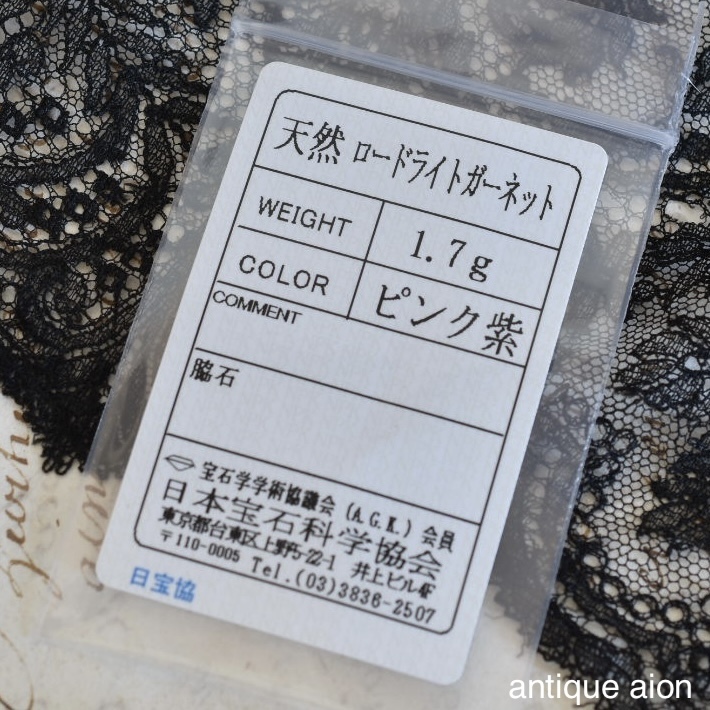 天然 ロードライトガーネット
WEIGHT 1.7g
COLOR ピンク紫
COMMENT
脇石
宝石学学術協議会 (A.G.K.) 会員
日本宝石科学協会
東京都台東区上野5-22-1 井上ビル4F
〒110-0005 Tel.(03)3836-2507
日宝協
antique aion